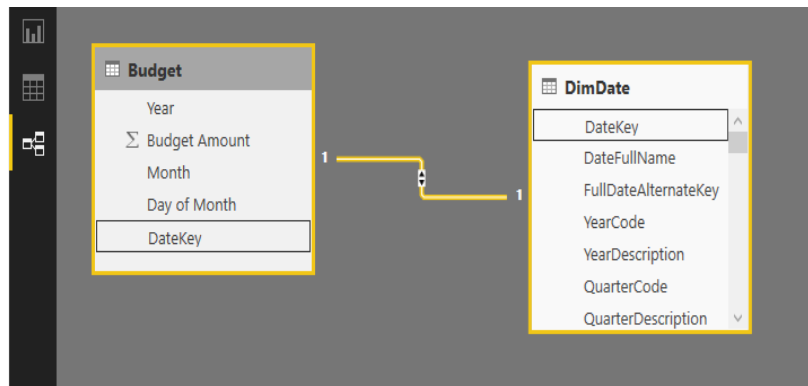 Budget
Year
Σ Budget Amount
Month
Day of Month
DateKey
1
1
DimDate
DateKey
DateFullName
FullDateAlternateKey
YearCode
YearDescription
QuarterCode
QuarterDescription